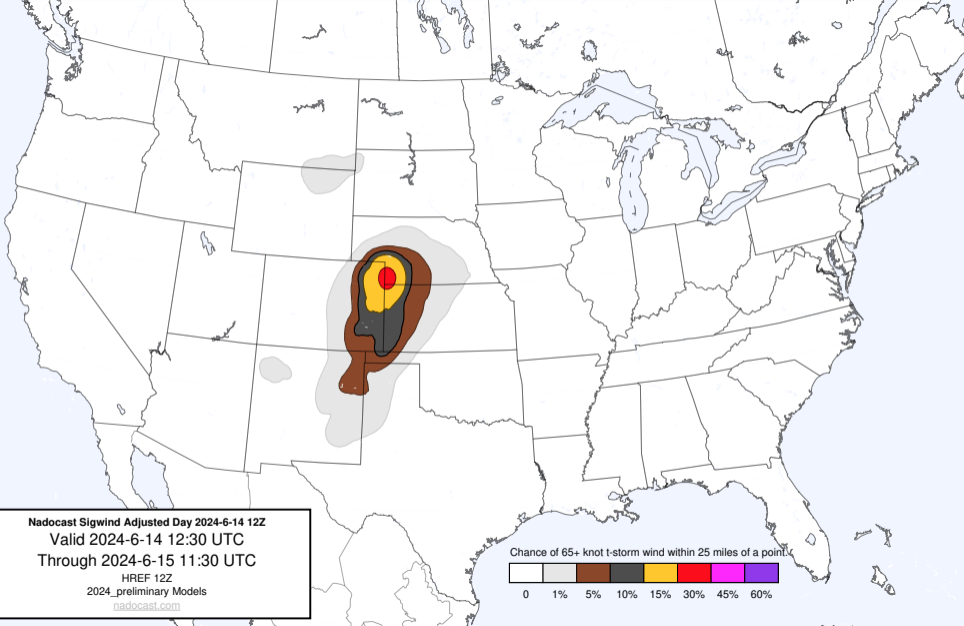 Nadocast Sigwind Adjusted Day 2024-6-14 12Z
Valid 2024-6-14 12:30 UTC
Through 2024-6-15 11:30 UTC
HREF 12Z
2024_preliminary Models
nadocast.com
Chance of 65+ knot t-storm wind within 25 miles of a point.
0 1% 5% 10% 15% 30% 45% 60%